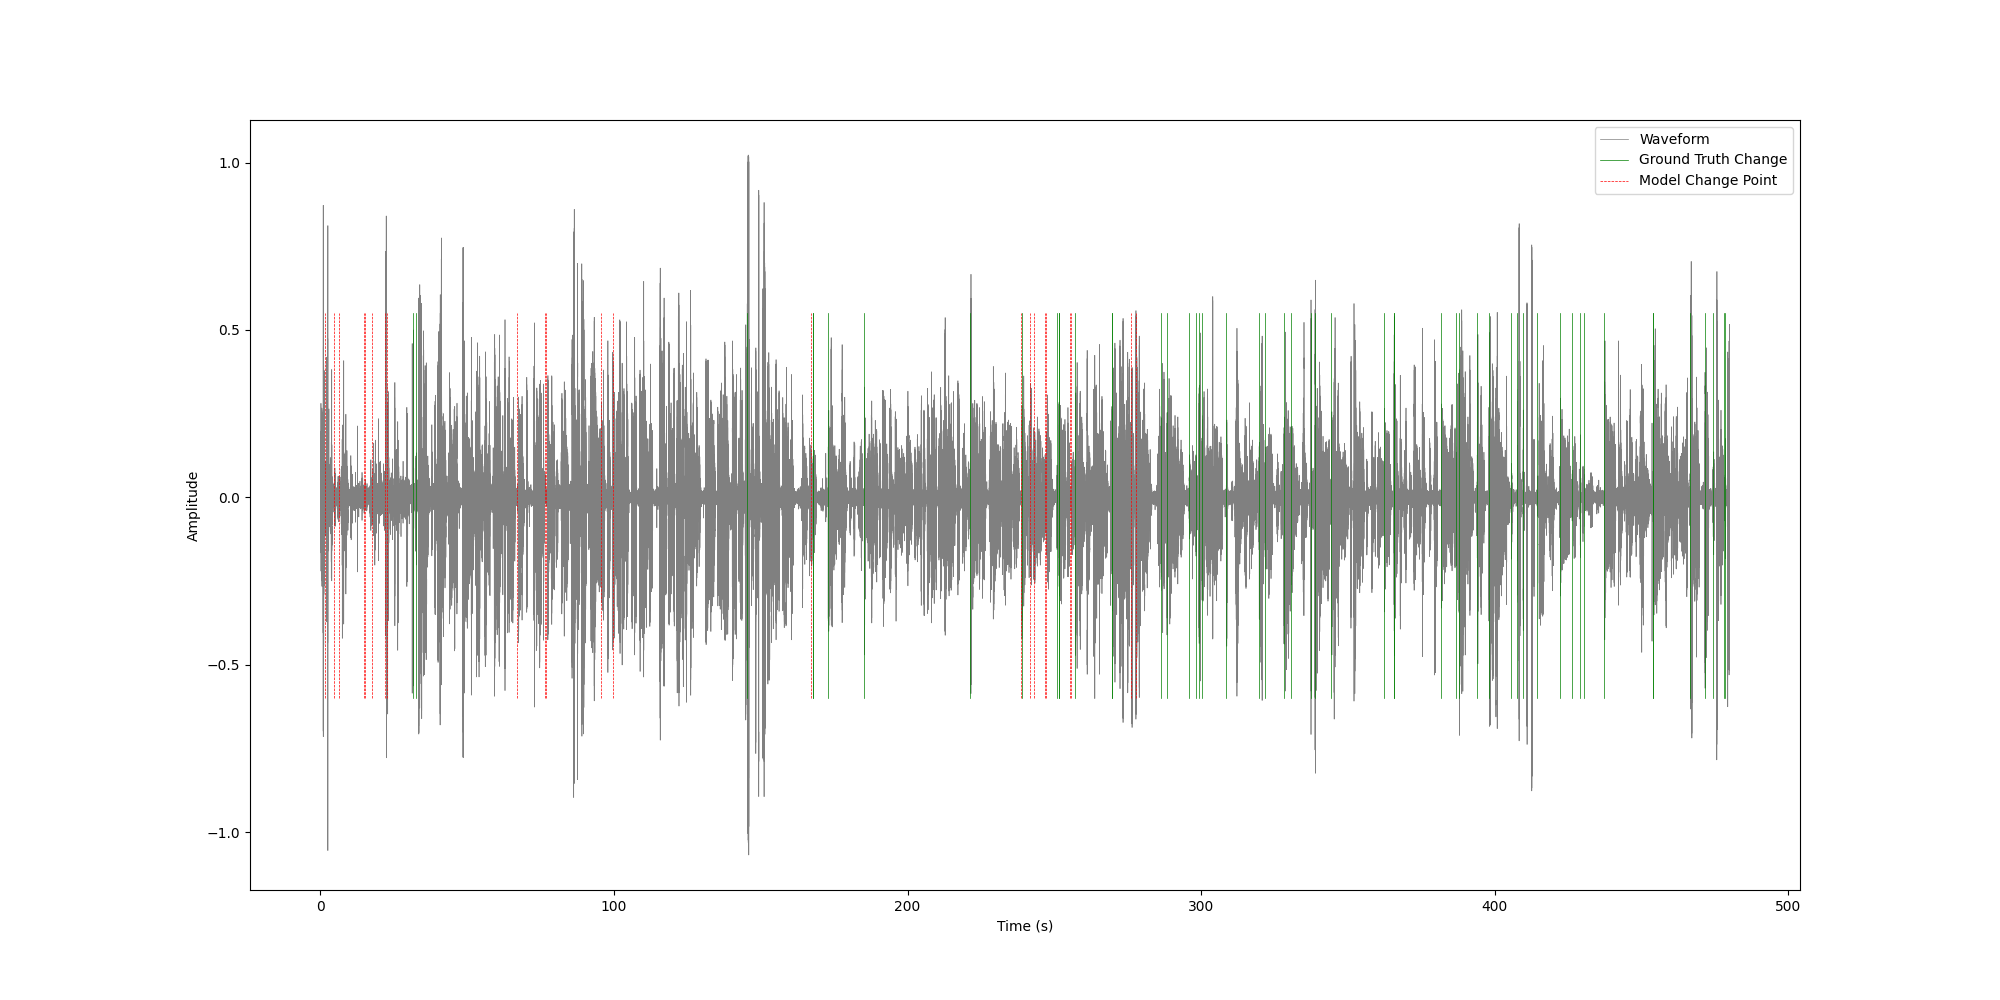 Waveform
Ground Truth Change
Model Change Point
1.0
0.5
0.0
−0.5
−1.0
Amplitude
0 100 200 300 400 500
Time (s)